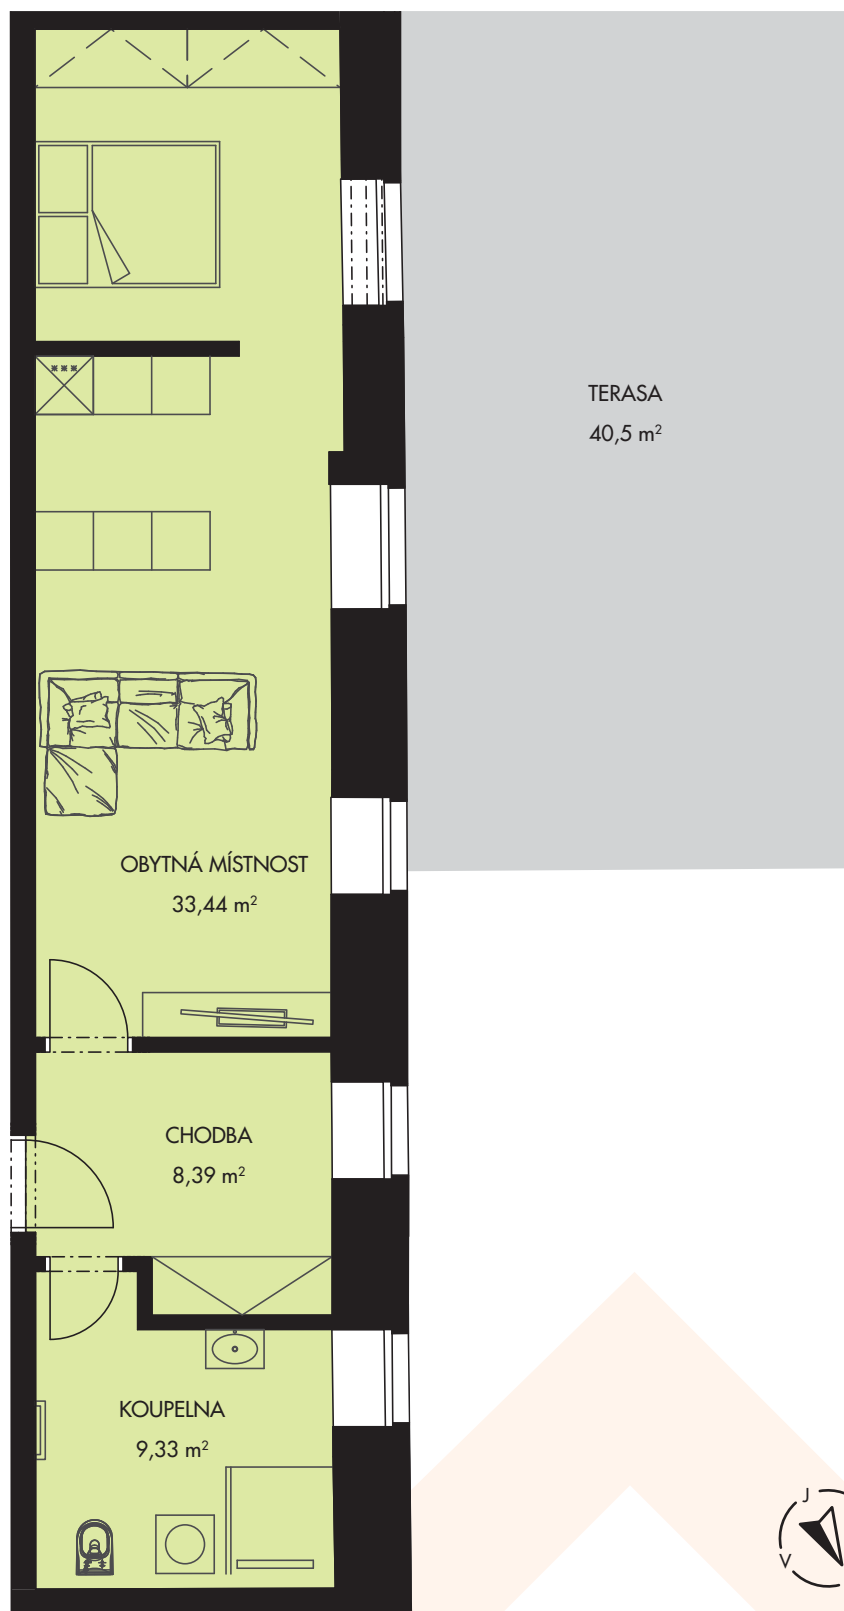 TERASA
40,5 m²
OBYTNÁ MÍSTNOST
33,44 m²
CHODBA
8,39 m²
KOUPELNA
9,33 m²
J
V